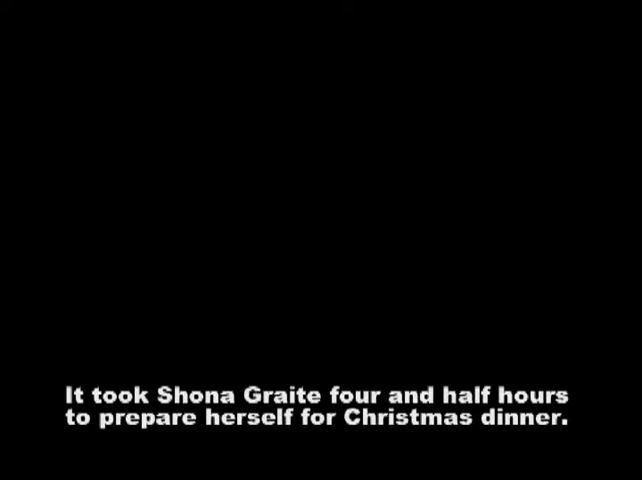 It took Shona Graite four and half hours
to prepare herself for Christmas dinner.